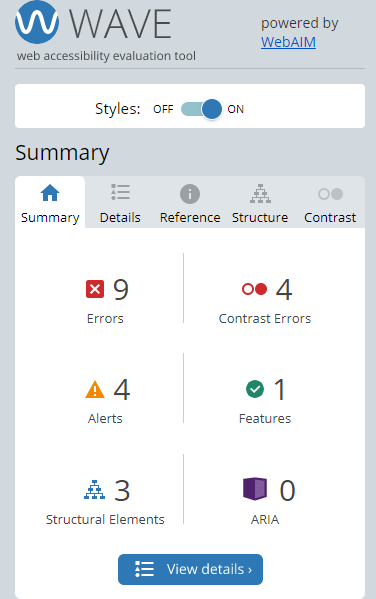 WAVE
web accessibility evaluation tool
powered by
WebAIM
Styles: OFF ON
Summary
Summary Details Reference Structure Contrast
9 4
Errors Contrast Errors
4 1
Alerts Features
3 0
Structural Elements ARIA
View details ›